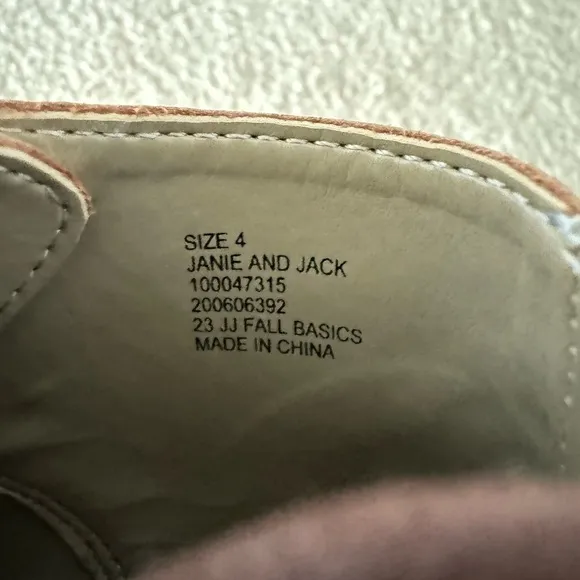 SIZE 4
JANIE AND JACK
100047315
200606392
23 JJ FALL BASICS
MADE IN CHINA